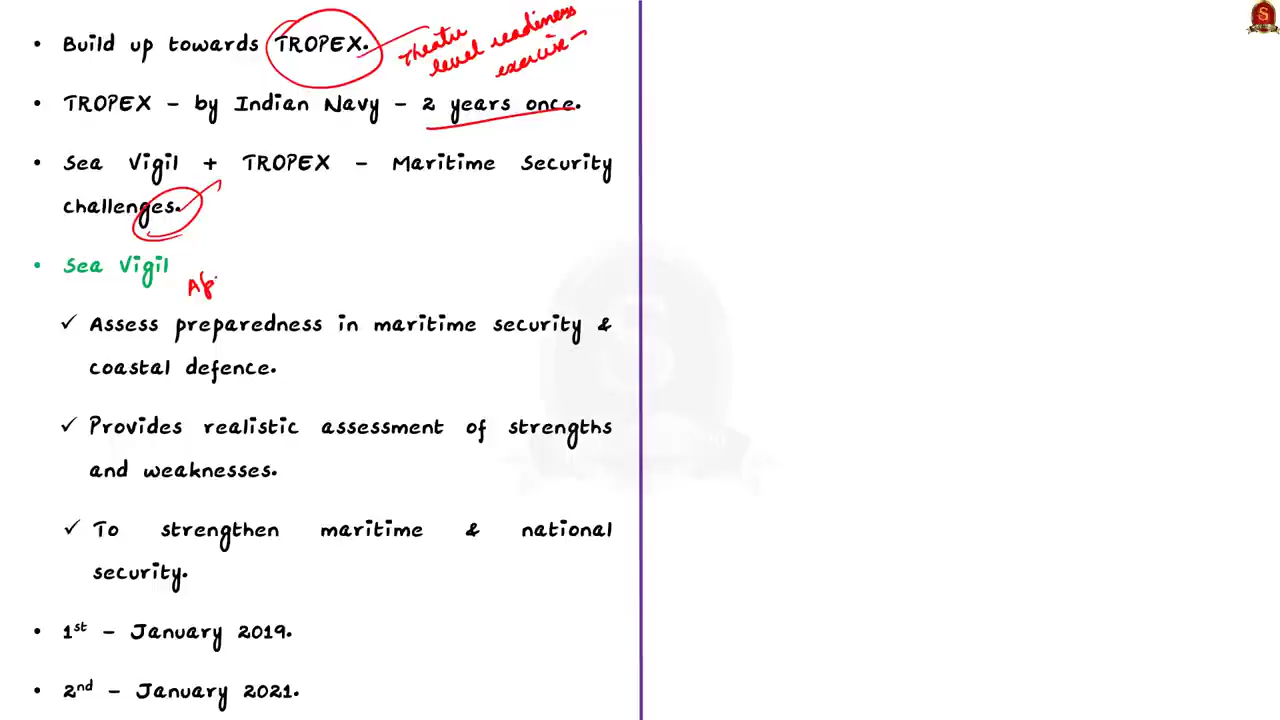 • Build up towards TROPEX.
Theatre
level readiness
exercise
• TROPEX – by Indian Navy – 2 years once.
• Sea Vigil + TROPEX – Maritime Security
challenges.
• Sea Vigil
✓ Assess preparedness in maritime security &
coastal defence.
✓ Provides realistic assessment of strengths
and weaknesses.
✓ To strengthen maritime & national
security.
• 1st – January 2019.
• 2nd – January 2021.
S